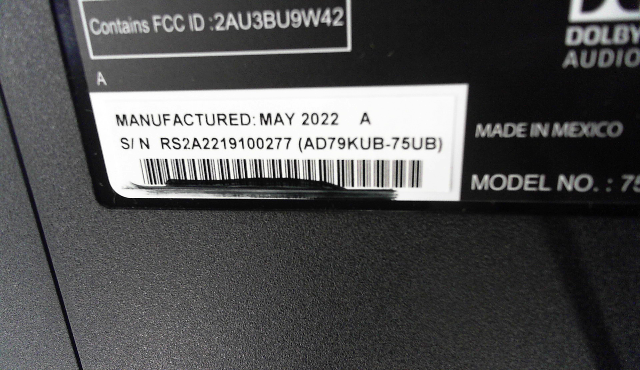 Contains FCC ID :2AU3BU9W42
DOLBY
AUDIO
A
MANUFACTURED: MAY 2022 A
S/N RS2A2219100277 (AD79KUB-75UB)
MADE IN MEXICO
MODEL NO. : 75